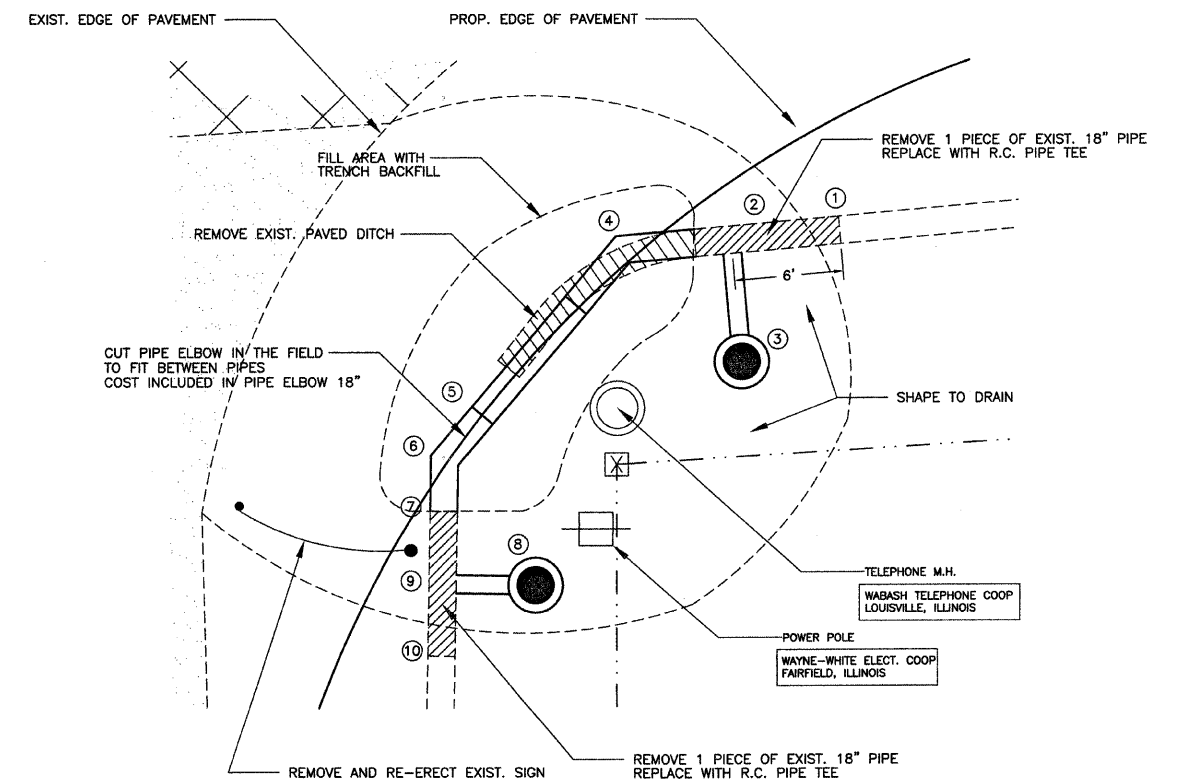 EXIST. EDGE OF PAVEMENT
PROP. EDGE OF PAVEMENT
REMOVE 1 PIECE OF EXIST. 18" PIPE
REPLACE WITH R.C. PIPE TEE
FILL AREA WITH
TRENCH BACKFILL
4
2
1
REMOVE EXIST. PAVED DITCH
6'
3
CUT PIPE ELBOW IN THE FIELD
TO FIT BETWEEN PIPES
COST INCLUDED IN PIPE ELBOW 18"
5
SHAPE TO DRAIN
6
7
8
9
TELEPHONE M.H.
WABASH TELEPHONE COOP
LOUISVILLE, ILLINOIS
10
POWER POLE
WAYNE-WHITE ELECT. COOP
FAIRFIELD, ILLINOIS
REMOVE 1 PIECE OF EXIST. 18" PIPE
REPLACE WITH R.C. PIPE TEE
REMOVE AND RE-ERECT EXIST. SIGN